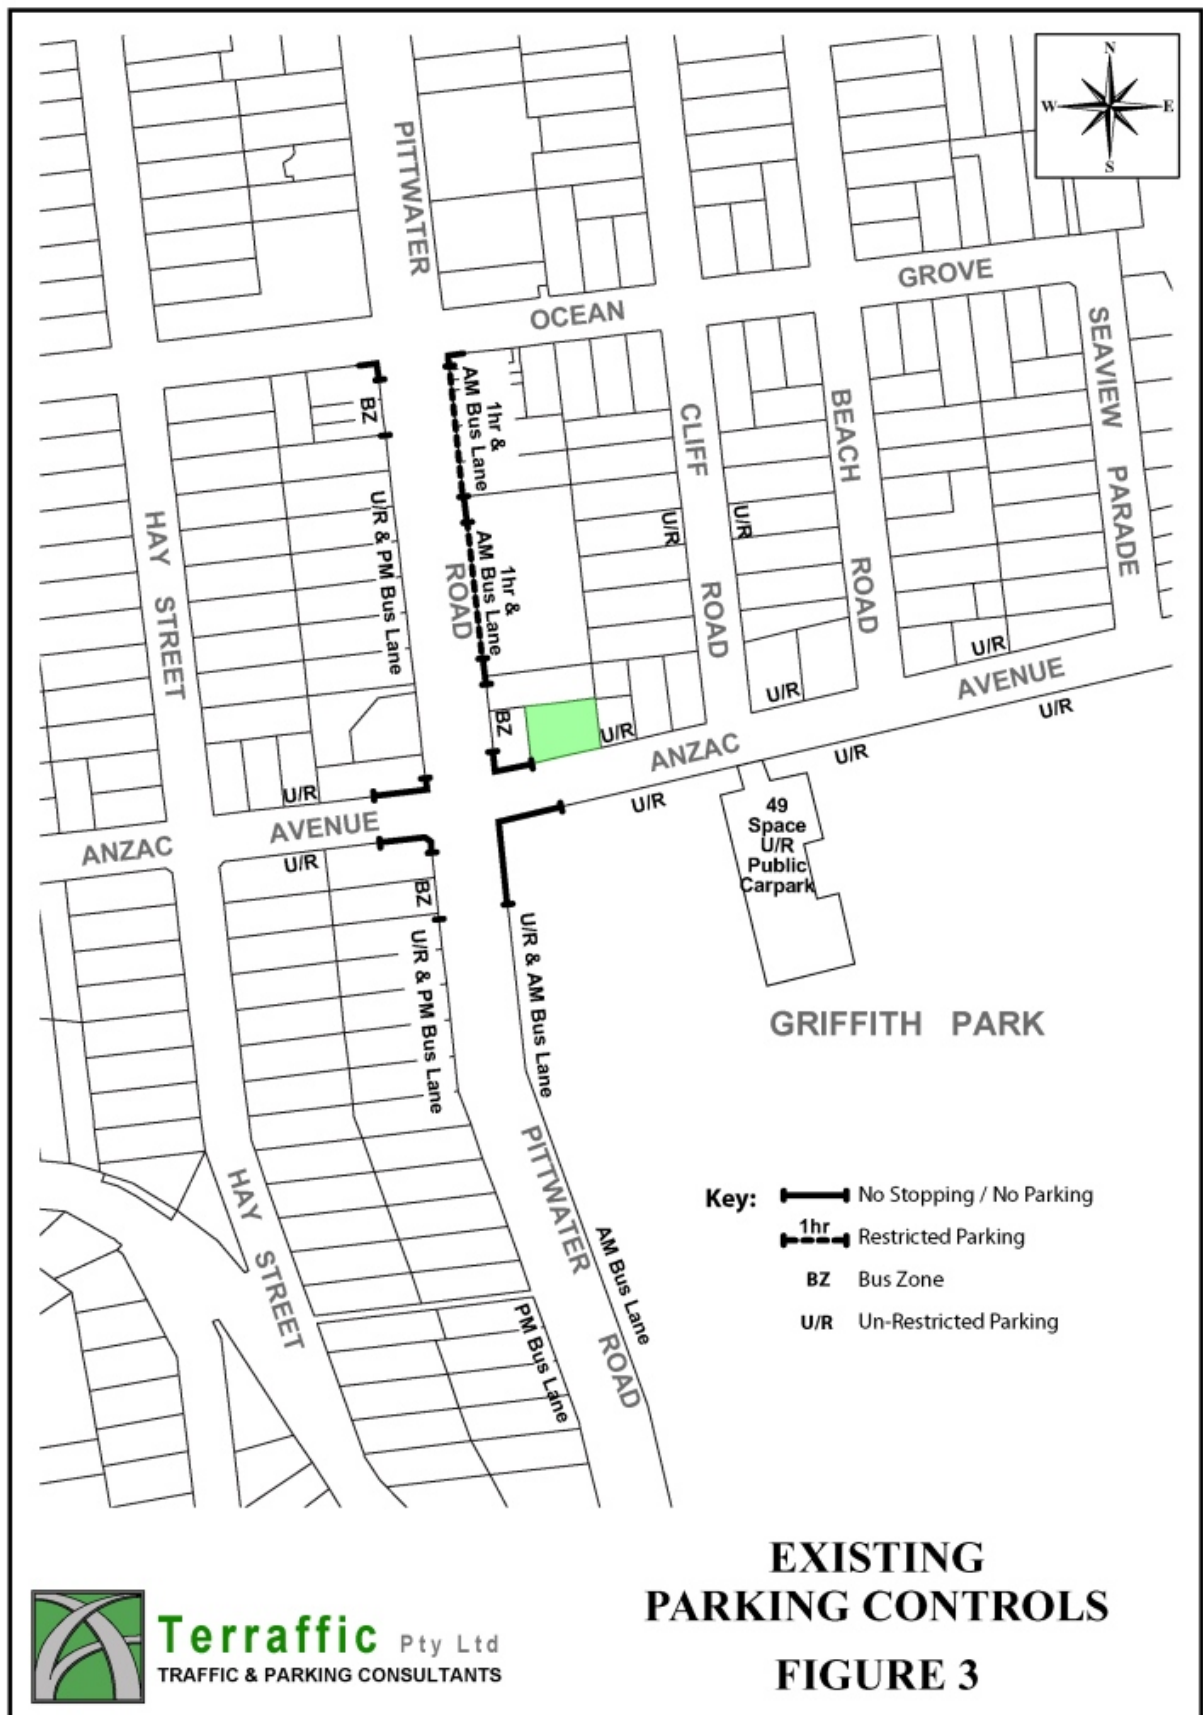 N
W E
S
PITTWATER
ROAD
OCEAN
GROVE
SEAVIEW PARADE
CLIFF
ROAD
BEACH
ROAD
HAY
STREET
BZ
1hr &
AM Bus Lane
U/R & PM Bus Lane
1hr &
AM Bus Lane
U/R
U/R
U/R
U/R
BZ
U/R
ANZAC
AVENUE
U/R
U/R
U/R
U/R
ANZAC
AVENUE
U/R
BZ
49
Space
U/R
Public
Carpark
U/R & PM Bus Lane
U/R & AM Bus Lane
GRIFFITH PARK
HAY
STREET
PITTWATER
ROAD
AM Bus Lane
PM Bus Lane
Key:
No Stopping / No Parking
1hr
Restricted Parking
BZ Bus Zone
U/R Un-Restricted Parking
EXISTING
PARKING CONTROLS
FIGURE 3
Terraffic Pty Ltd
TRAFFIC & PARKING CONSULTANTS